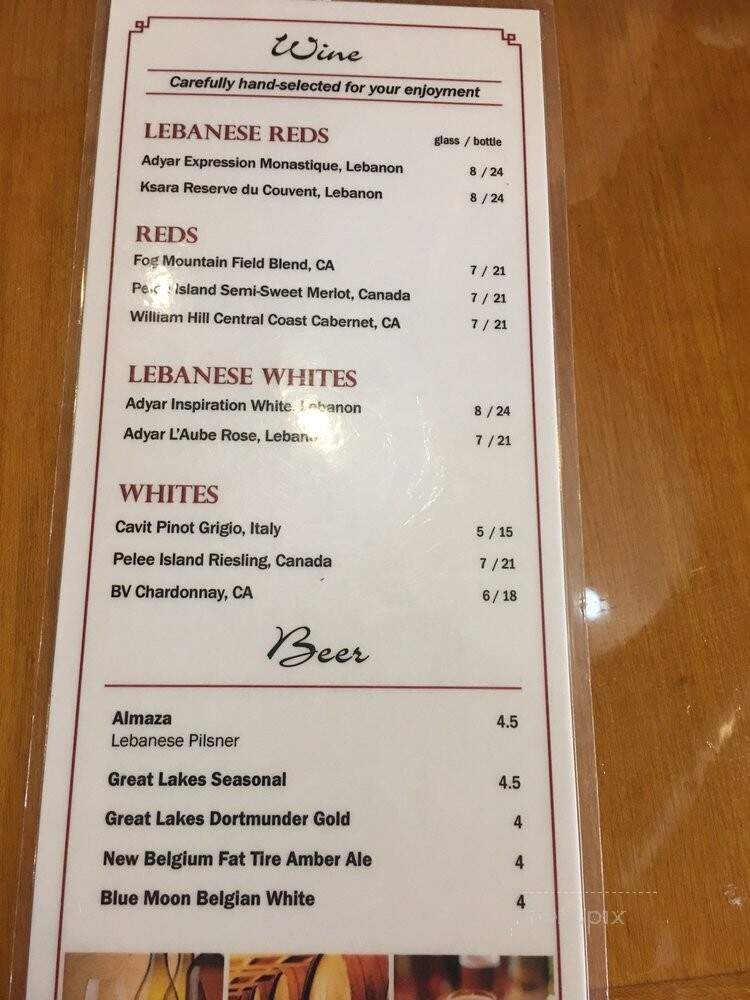 Wine
Carefully hand-selected for your enjoyment
LEBANESE REDS glass / bottle
Adyar Expression Monastique, Lebanon 8 / 24
Ksara Reserve du Couvent, Lebanon 8 / 24
REDS
Fog Mountain Field Blend, CA 7 / 21
Pelee Island Semi-Sweet Merlot, Canada 7 / 21
William Hill Central Coast Cabernet, CA 7 / 21
LEBANESE WHITES
Adyar Inspiration White, Lebanon 8 / 24
Adyar L'Aube Rose, Lebanon 7 / 21
WHITES
Cavit Pinot Grigio, Italy 5 / 15
Pelee Island Riesling, Canada 7 / 21
BV Chardonnay, CA 6 / 18
Beer
Almaza 4.5
Lebanese Pilsner
Great Lakes Seasonal 4.5
Great Lakes Dortmunder Gold 4
New Belgium Fat Tire Amber Ale 4
Blue Moon Belgian White 4